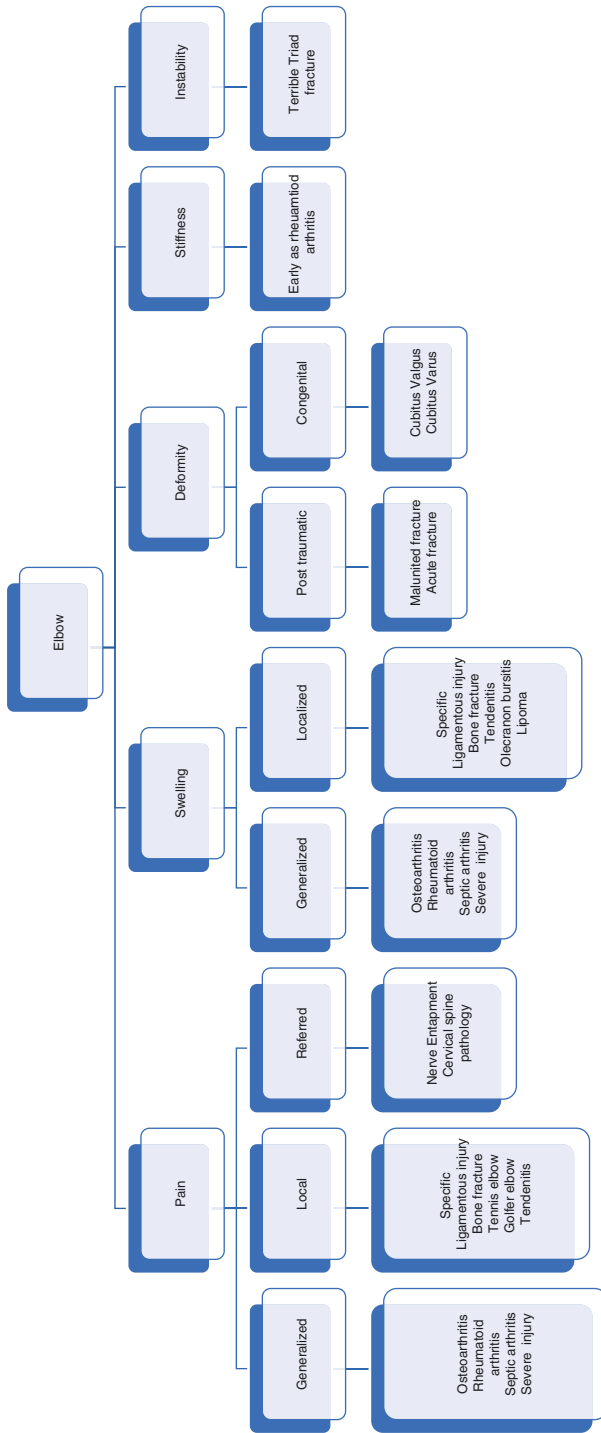 Elbow
Pain
Swelling
Deformity
Stiffness
Instability
Generalized
Local
Referred
Generalized
Localized
Post traumatic
Congenital
Early as rheuamtiod
arthritis
Terrible Triad
fracture
Osteoarthritis
Rheumatoid
arthritis
Septic arthritis
Severe injury
Specific
Ligamentous injury
Bone fracture
Tennis elbow
Golfer elbow
Tendenitis
Nerve Entapment
Cervical spine
pathology
Osteoarthritis
Rheumatoid
arthritis
Septic arthritis
Severe injury
Specific
Ligamentous injury
Bone fracture
Tendenitis
Olecranon bursitis
Lipoma
Malunited fracture
Acute fracture
Cubitus Valgus
Cubitus Varus